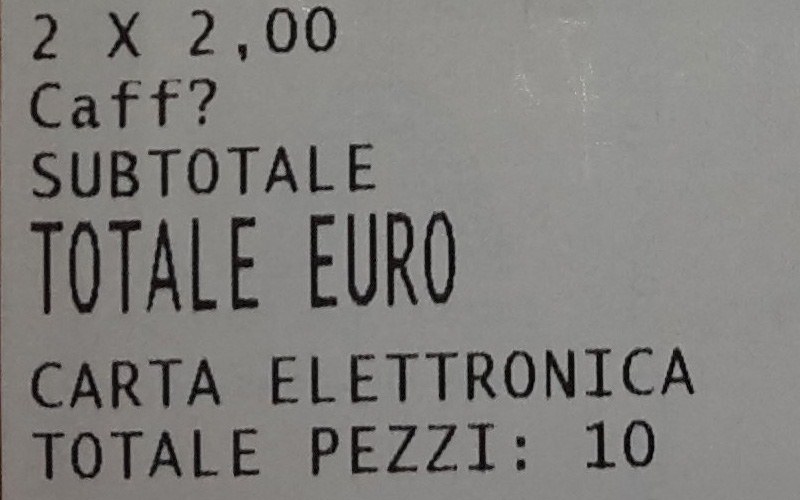 2 X 2,00
Caff?
SUBTOTALE
TOTALE EURO
CARTA ELETTRONICA
TOTALE PEZZI: 10